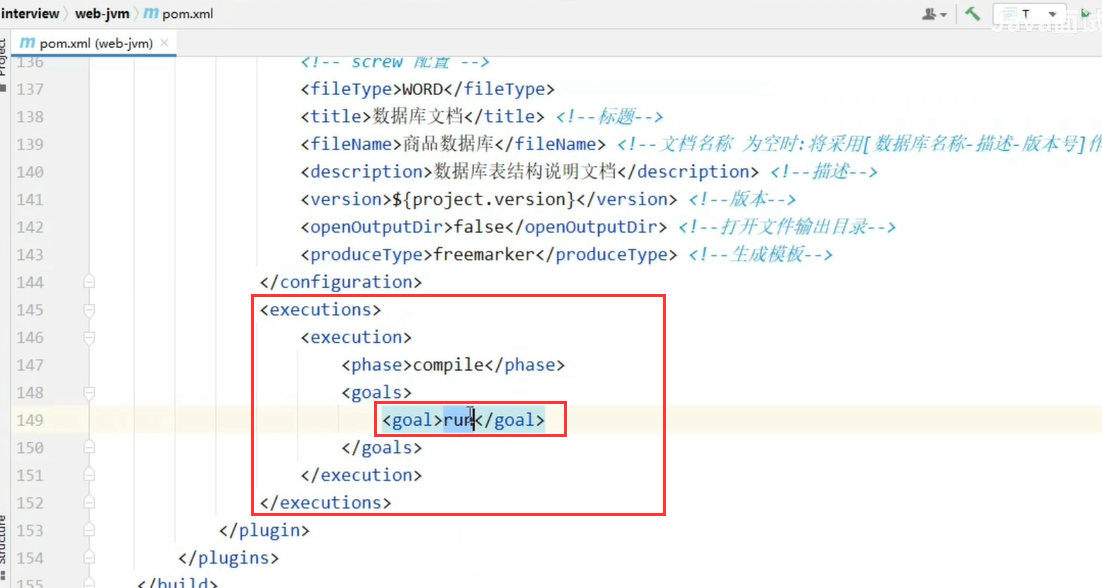 interview 〉 web-jvm 〉 m pom.xml
T
Java面试
m pom.xml (web-jvm) ×
Project
136 <!-- screw 配置 -->
137 <fileType>WORD</fileType>
138 <title>数据库文档</title> <!--标题-->
139 <fileName>商品数据库</fileName> <!--文档名称 为空时:将采用[数据库名称-描述-版本号]作
140 <description>数据库表结构说明文档</description> <!--描述-->
141 <version>${project.version}</version> <!--版本-->
142 <openOutputDir>false</openOutputDir> <!--打开文件输出目录-->
143 <produceType>freemarker</produceType> <!--生成模板-->
144 </configuration>
145 <executions>
146 <execution>
147 <phase>compile</phase>
148 <goals>
149 <goal>run</goal>
150 </goals>
151 </execution>
152 </executions>
153 </plugin>
154 </plugins>
155 </build>
Structure